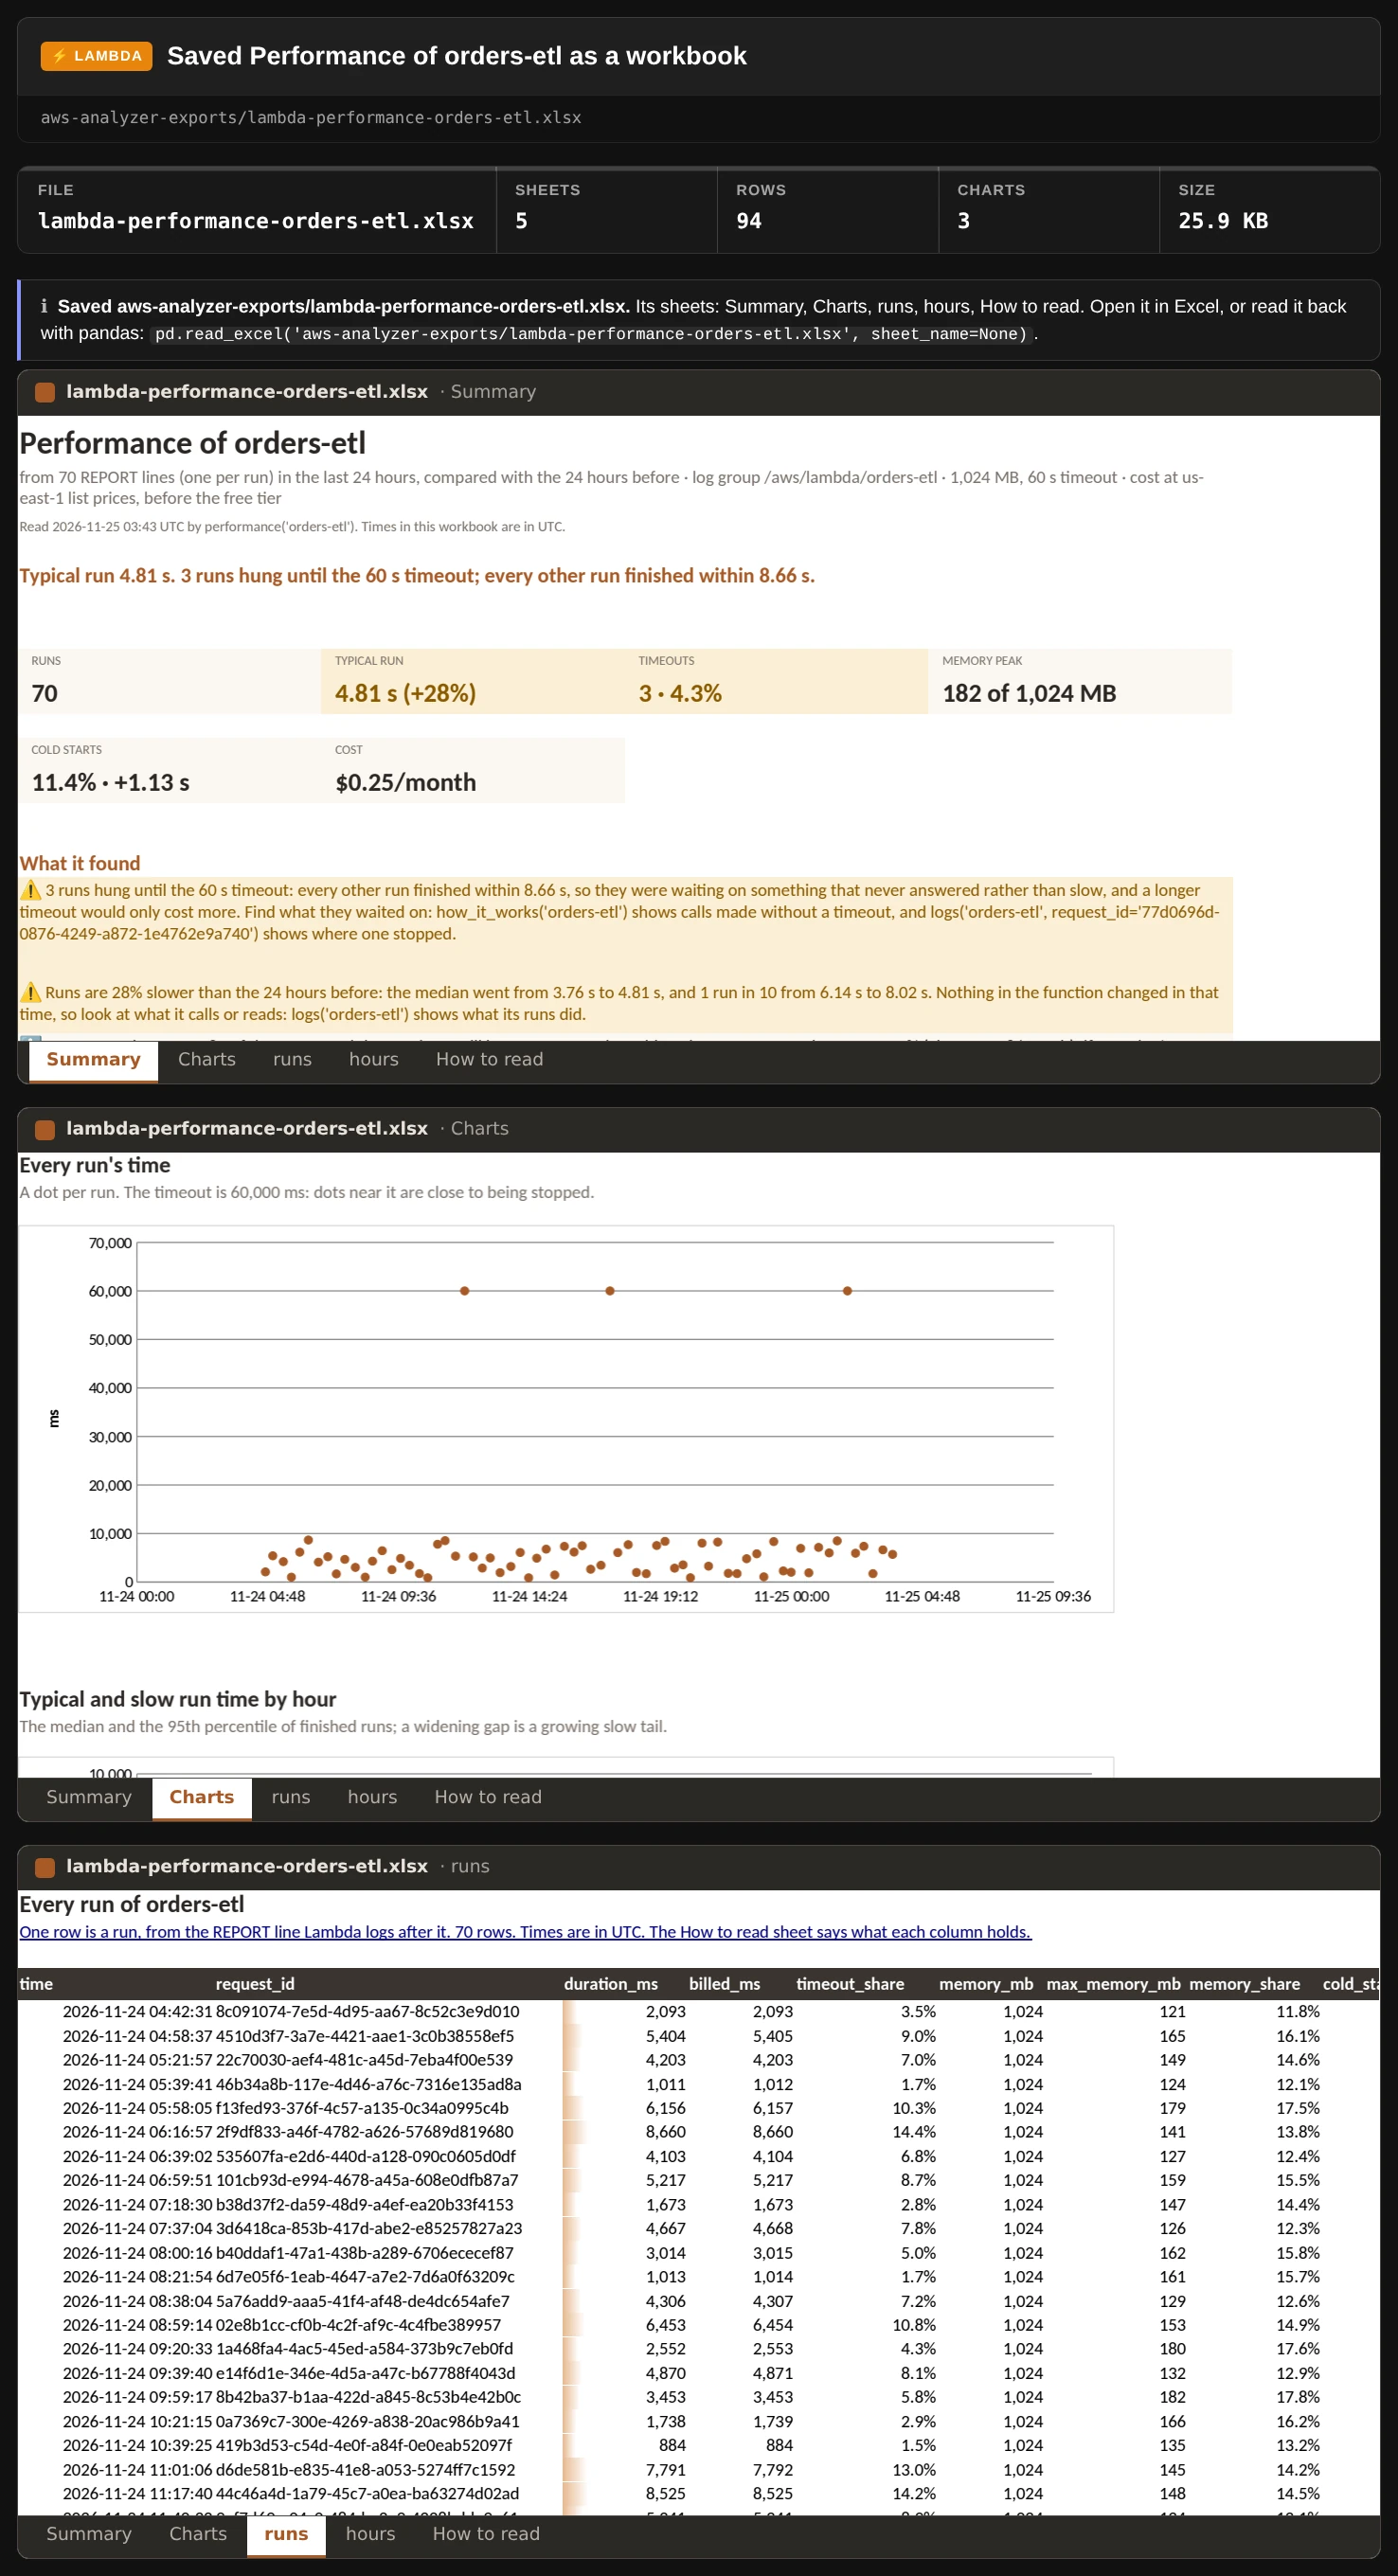 ⚡ LAMBDA Saved Performance of orders-etl as a workbook
aws-analyzer-exports/lambda-performance-orders-etl.xlsx
FILE SHEETS ROWS CHARTS SIZE
lambda-performance-orders-etl.xlsx 5 94 3 25.9 KB
ℹ Saved aws-analyzer-exports/lambda-performance-orders-etl.xlsx. Its sheets: Summary, Charts, runs, hours, How to read. Open it in Excel, or read it back
with pandas: pd.read_excel('aws-analyzer-exports/lambda-performance-orders-etl.xlsx', sheet_name=None).
lambda-performance-orders-etl.xlsx · Summary
Performance of orders-etl
from 70 REPORT lines (one per run) in the last 24 hours, compared with the 24 hours before · log group /aws/lambda/orders-etl · 1,024 MB, 60 s timeout · cost at us-
east-1 list prices, before the free tier
Read 2026-11-25 03:43 UTC by performance('orders-etl'). Times in this workbook are in UTC.
Typical run 4.81 s. 3 runs hung until the 60 s timeout; every other run finished within 8.66 s.
RUNS TYPICAL RUN TIMEOUTS MEMORY PEAK
70 4.81 s (+28%) 3 · 4.3% 182 of 1,024 MB
COLD STARTS COST
11.4% · +1.13 s $0.25/month
What it found
⚠ 3 runs hung until the 60 s timeout: every other run finished within 8.66 s, so they were waiting on something that never answered rather than slow, and a longer
timeout would only cost more. Find what they waited on: how_it_works('orders-etl') shows calls made without a timeout, and logs('orders-etl', request_id='77d0696d-
0876-4249-a872-1e4762e9a740') shows where one stopped.
⚠ Runs are 28% slower than the 24 hours before: the median went from 3.76 s to 4.81 s, and 1 run in 10 from 6.14 s to 8.02 s. Nothing in the function changed in that
time, so look at what it calls or reads: logs('orders-etl') shows what its runs did.
Summary Charts runs hours How to read
lambda-performance-orders-etl.xlsx · Charts
Every run's time
A dot per run. The timeout is 60,000 ms: dots near it are close to being stopped.
70,000
60,000
50,000
40,000
ms
30,000
20,000
10,000
0
11-24 00:00 11-24 04:48 11-24 09:36 11-24 14:24 11-24 19:12 11-25 00:00 11-25 04:48 11-25 09:36
Typical and slow run time by hour
The median and the 95th percentile of finished runs; a widening gap is a growing slow tail.
10,000
Summary Charts runs hours How to read
lambda-performance-orders-etl.xlsx · runs
Every run of orders-etl
One row is a run, from the REPORT line Lambda logs after it. 70 rows. Times are in UTC. The How to read sheet says what each column holds.
time request_id duration_ms billed_ms timeout_share memory_mb max_memory_mb memory_share cold_sta
2026-11-24 04:42:31 8c091074-7e5d-4d95-aa67-8c52c3e9d010 2,093 2,093 3.5% 1,024 121 11.8%
2026-11-24 04:58:37 4510d3f7-3a7e-4421-aae1-3c0b38558ef5 5,404 5,405 9.0% 1,024 165 16.1%
2026-11-24 05:21:57 22c70030-aef4-481c-a45d-7eba4f00e539 4,203 4,203 7.0% 1,024 149 14.6%
2026-11-24 05:39:41 46b34a8b-117e-4d46-a76c-7316e135ad8a 1,011 1,012 1.7% 1,024 124 12.1%
2026-11-24 05:58:05 f13fed93-376f-4c57-a135-0c34a0995c4b 6,156 6,157 10.3% 1,024 179 17.5%
2026-11-24 06:16:57 2f9df833-a46f-4782-a626-57689d819680 8,660 8,660 14.4% 1,024 141 13.8%
2026-11-24 06:39:02 535607fa-e2d6-440d-a128-090c0605d0df 4,103 4,104 6.8% 1,024 127 12.4%
2026-11-24 06:59:51 101cb93d-e994-4678-a45a-608e0dfb87a7 5,217 5,217 8.7% 1,024 159 15.5%
2026-11-24 07:18:30 b38d37f2-da59-48d9-a4ef-ea20b33f4153 1,673 1,673 2.8% 1,024 147 14.4%
2026-11-24 07:37:04 3d6418ca-853b-417d-abe2-e85257827a23 4,667 4,668 7.8% 1,024 126 12.3%
2026-11-24 08:00:16 b40ddaf1-47a1-438b-a289-6706ececef87 3,014 3,015 5.0% 1,024 162 15.8%
2026-11-24 08:21:54 6d7e05f6-1eab-4647-a7e2-7d6a0f63209c 1,013 1,014 1.7% 1,024 161 15.7%
2026-11-24 08:38:04 5a76add9-aaa5-41f4-af48-de4dc654afe7 4,306 4,307 7.2% 1,024 129 12.6%
2026-11-24 08:59:14 02e8b1cc-cf0b-4c2f-af9c-4c4fbe389957 6,453 6,454 10.8% 1,024 153 14.9%
2026-11-24 09:20:33 1a468fa4-4ac5-45ed-a584-373b9c7eb0fd 2,552 2,553 4.3% 1,024 180 17.6%
2026-11-24 09:39:40 e14f6d1e-346e-4d5a-a47c-b67788f4043d 4,870 4,871 8.1% 1,024 132 12.9%
2026-11-24 09:59:17 8b42ba37-b1aa-422d-a845-8c53b4e42b0c 3,453 3,453 5.8% 1,024 182 17.8%
2026-11-24 10:21:15 0a7369c7-300e-4269-a838-20ac986b9a41 1,738 1,739 2.9% 1,024 166 16.2%
2026-11-24 10:39:25 419b3d53-c54d-4e0f-a84f-0e0eab52097f 884 884 1.5% 1,024 135 13.2%
2026-11-24 11:01:06 d6de581b-e835-41e8-a053-5274ff7c1592 7,791 7,792 13.0% 1,024 145 14.2%
2026-11-24 11:17:40 44c46a4d-1a79-45c7-a0ea-ba63274d02ad 8,525 8,525 14.2% 1,024 148 14.5%
Summary Charts runs hours How to read